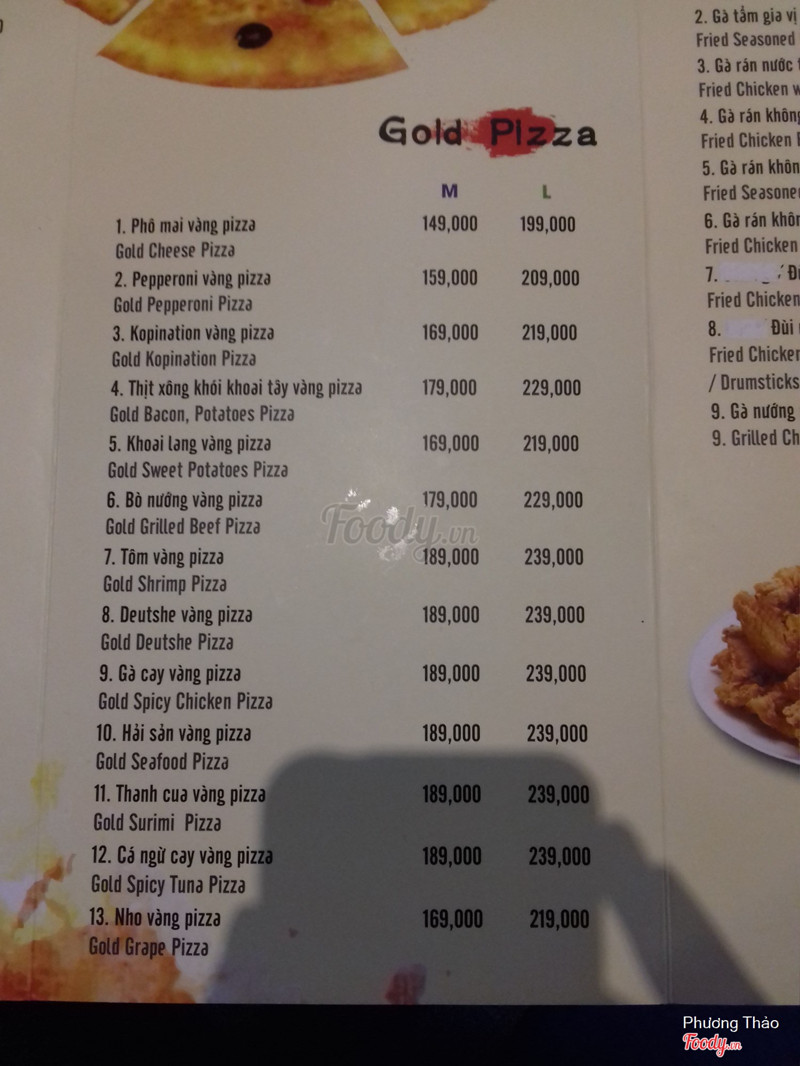 Gold Pizza
M L
1. Phô mai vàng pizza 149,000 199,000
Gold Cheese Pizza
2. Pepperoni vàng pizza 159,000 209,000
Gold Pepperoni Pizza
3. Kopination vàng pizza 169,000 219,000
Gold Kopination Pizza
4. Thịt xông khói khoai tây vàng pizza 179,000 229,000
Gold Bacon, Potatoes Pizza
5. Khoai lang vàng pizza 169,000 219,000
Gold Sweet Potatoes Pizza
6. Bò nướng vàng pizza 179,000 229,000
Gold Grilled Beef Pizza
7. Tôm vàng pizza 189,000 239,000
Gold Shrimp Pizza
8. Deutshe vàng pizza 189,000 239,000
Gold Deutshe Pizza
9. Gà cay vàng pizza 189,000 239,000
Gold Spicy Chicken Pizza
10. Hải sản vàng pizza 189,000 239,000
Gold Seafood Pizza
11. Thanh cua vàng pizza 189,000 239,000
Gold Surimi Pizza
12. Cá ngừ cay vàng pizza 189,000 239,000
Gold Spicy Tuna Pizza
13. Nho vàng pizza 169,000 219,000
Gold Grape Pizza
2. Gà tẩm gia vị
Fried Seasoned
3. Gà rán nước
Fried Chicken
4. Gà rán không
Fried Chicken
5. Gà rán
Fried
6. Gà rán
Fried Chicken
7.
Fried Chicken
8. Đùi
Fried
/ Drumsticks
9. Gà nướng
9. Grilled
Foody.vn
Phương Thảo
Foody.vn